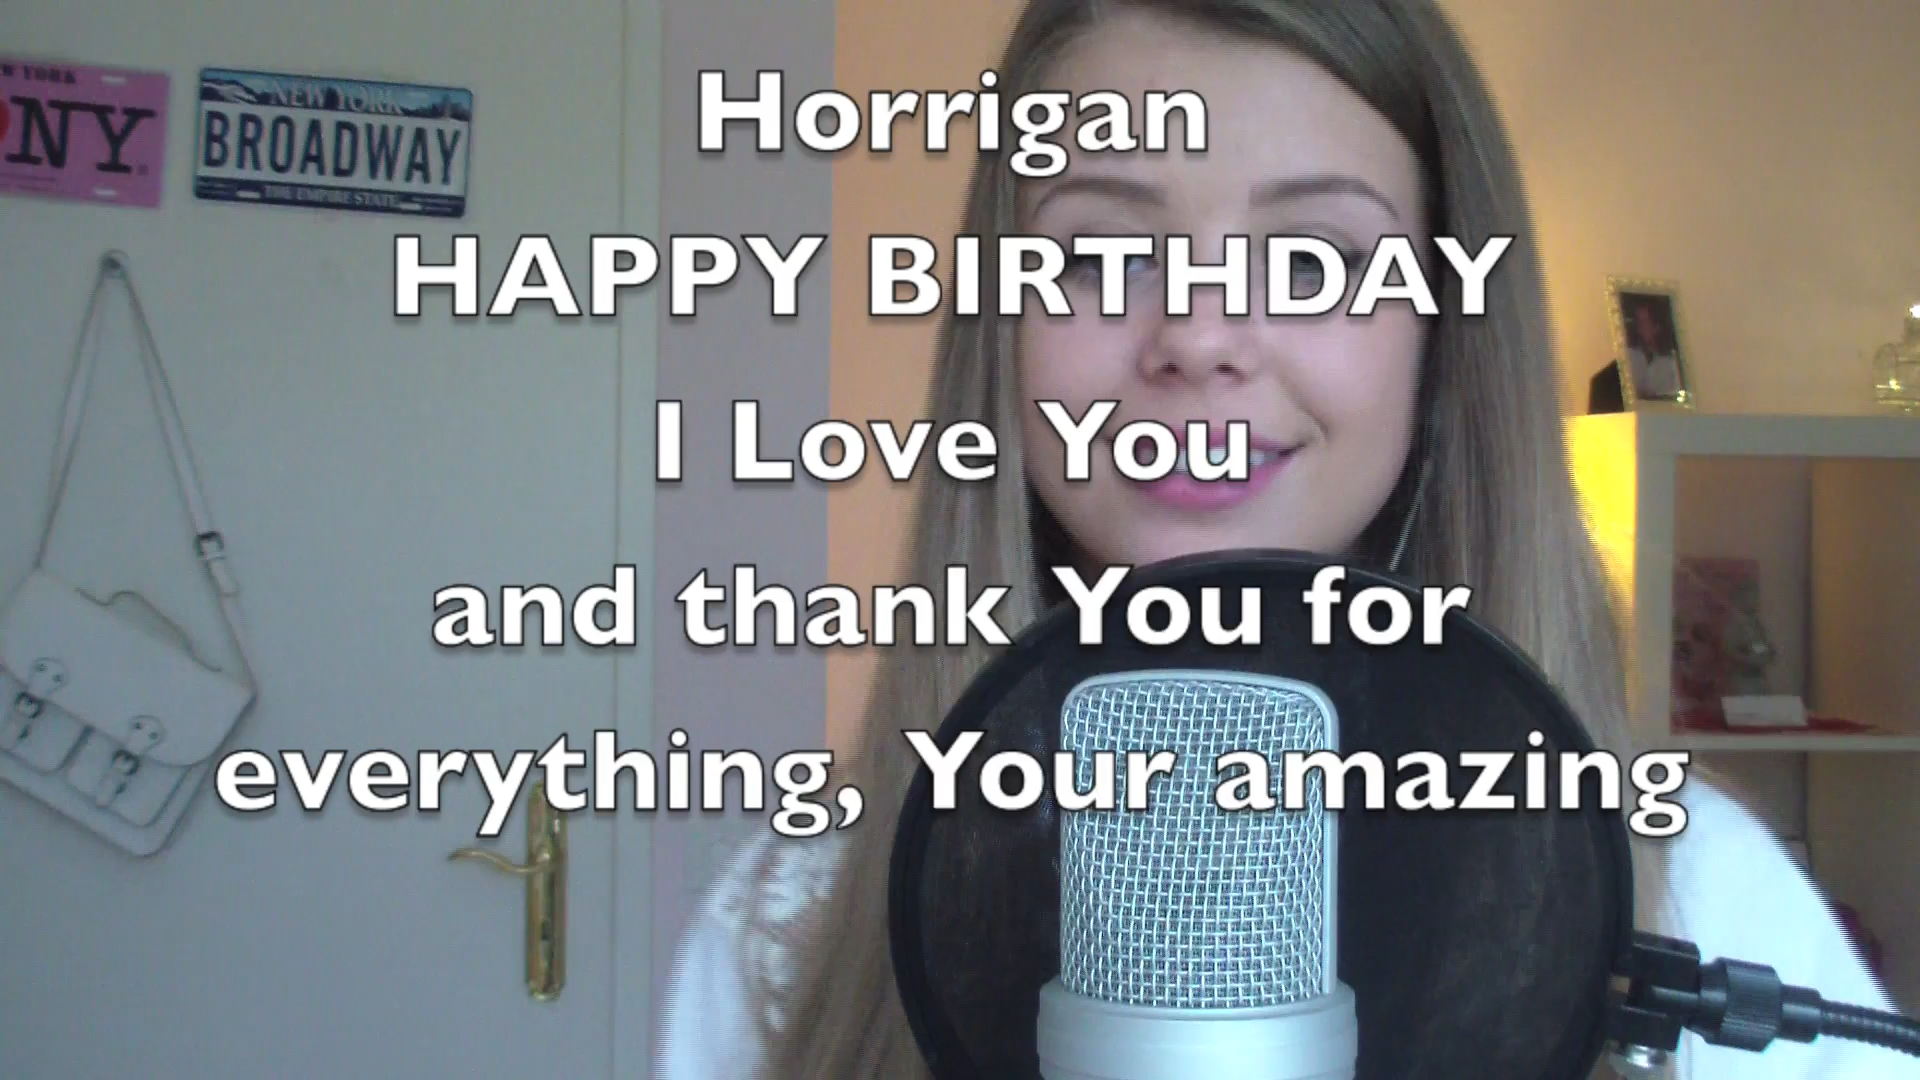 W YORK
NY
NEW YORK
BROADWAY
THE EMPIRE STATE
Horrigan
HAPPY BIRTHDAY
I Love You
and thank You for
everything, Your amazing